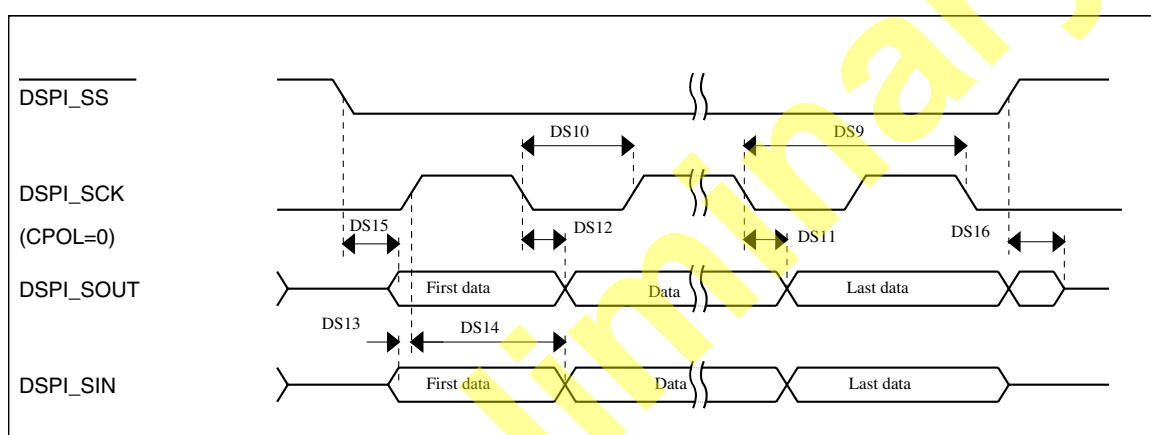 DSPI_SS
DS10
DS9
DSPI_SCK
(CPOL=0)
DS15
DS12
DS11
DS16
DSPI_SOUT
First data
Data
Last data
DS13
DS14
DSPI_SIN
First data
Data
Last data
liminary